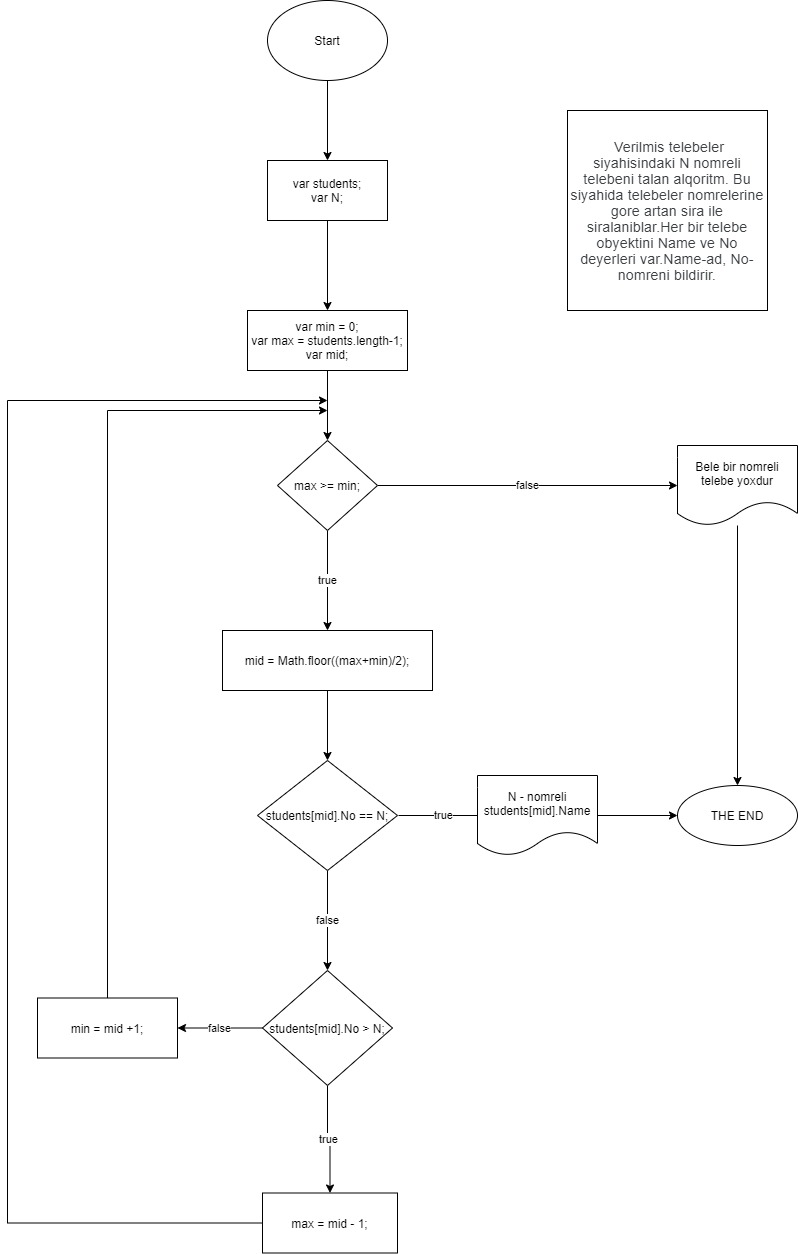 Start
Verilmis telebeler
siyahisindaki N nomreli
telebeni talan alqoritm. Bu
siyahida telebeler nomrelerine
gore artan sira ile
siralaniblar.Her bir telebe
obyektini Name ve No
deyerleri var.Name-ad, No-
nomreni bildirir.
var students;
var N;
var min = 0;
var max = students.length-1;
var mid;
max >= min;
false
Bele bir nomreli
telebe yoxdur
true
mid = Math.floor((max+min)/2);
students[mid].No == N;
true
N - nomreli
students[mid].Name
THE END
false
students[mid].No > N;
false
min = mid +1;
true
max = mid - 1;